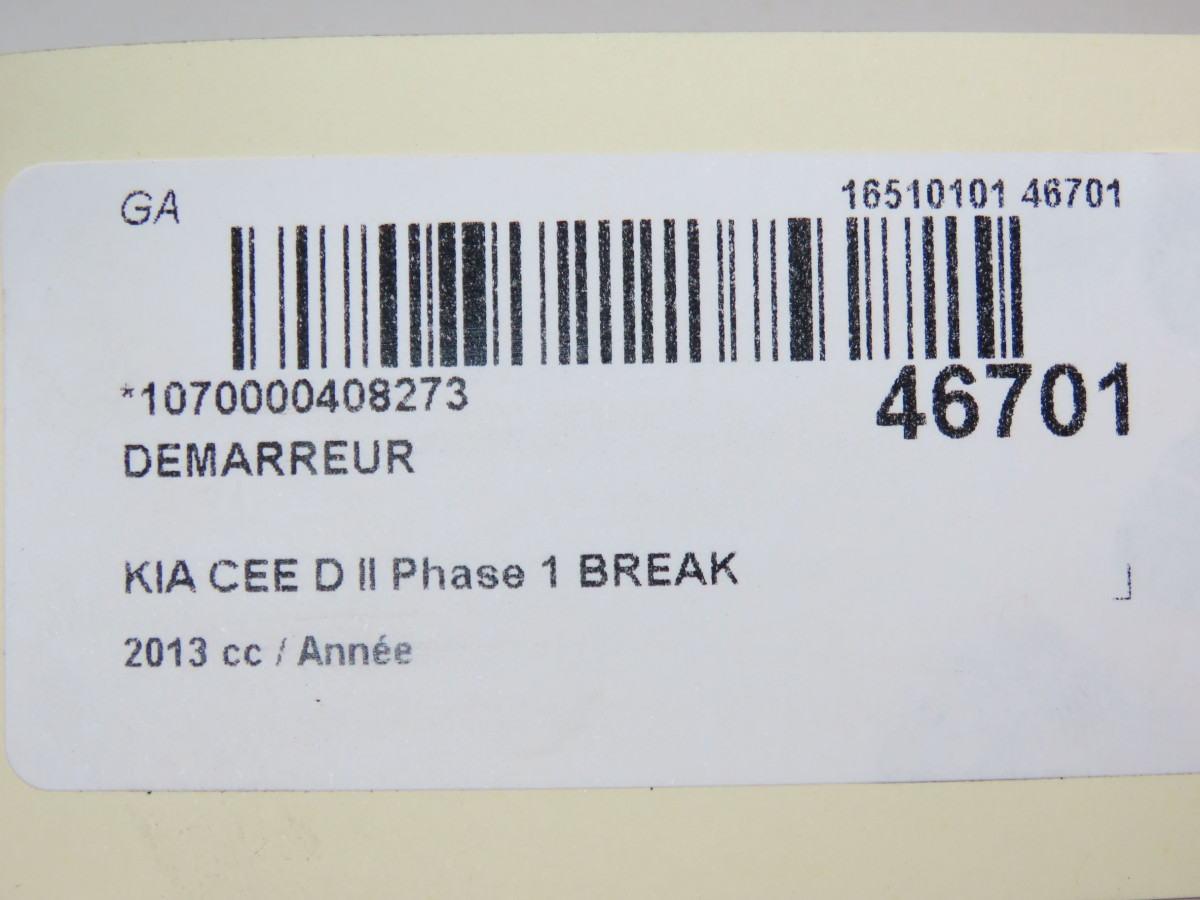 GA
16510101 46701
*1070000408273
46701
DEMARREUR
KIA CEE D II Phase 1 BREAK
2013 cc / Année